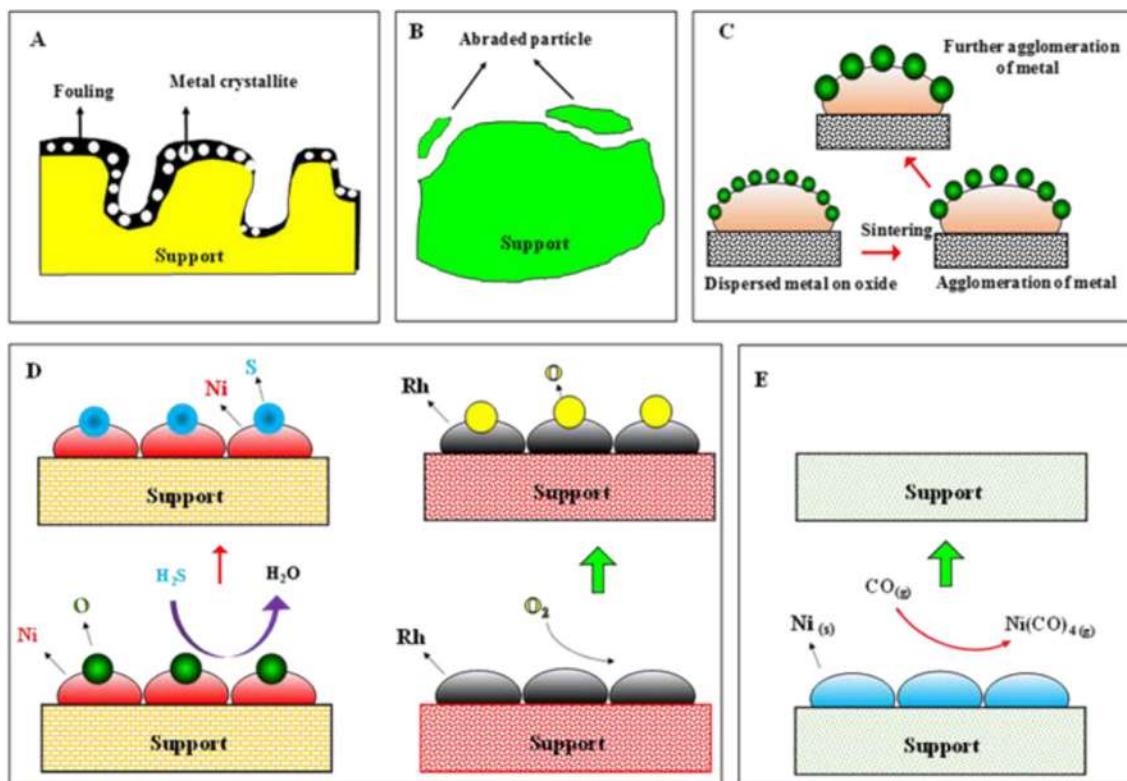 A
Fouling
Metal crystallite
Support
B
Abraded particle
Support
C
Further agglomeration
of metal
Sintering
Dispersed metal on oxide
Agglomeration of metal
D
S
Ni
Support
H₂S
H₂O
O
Ni
Support
Rh
O
Support
O₂
Rh
Support
E
Support
CO(g)
Ni (s)
Ni(CO)₄ (g)
Support